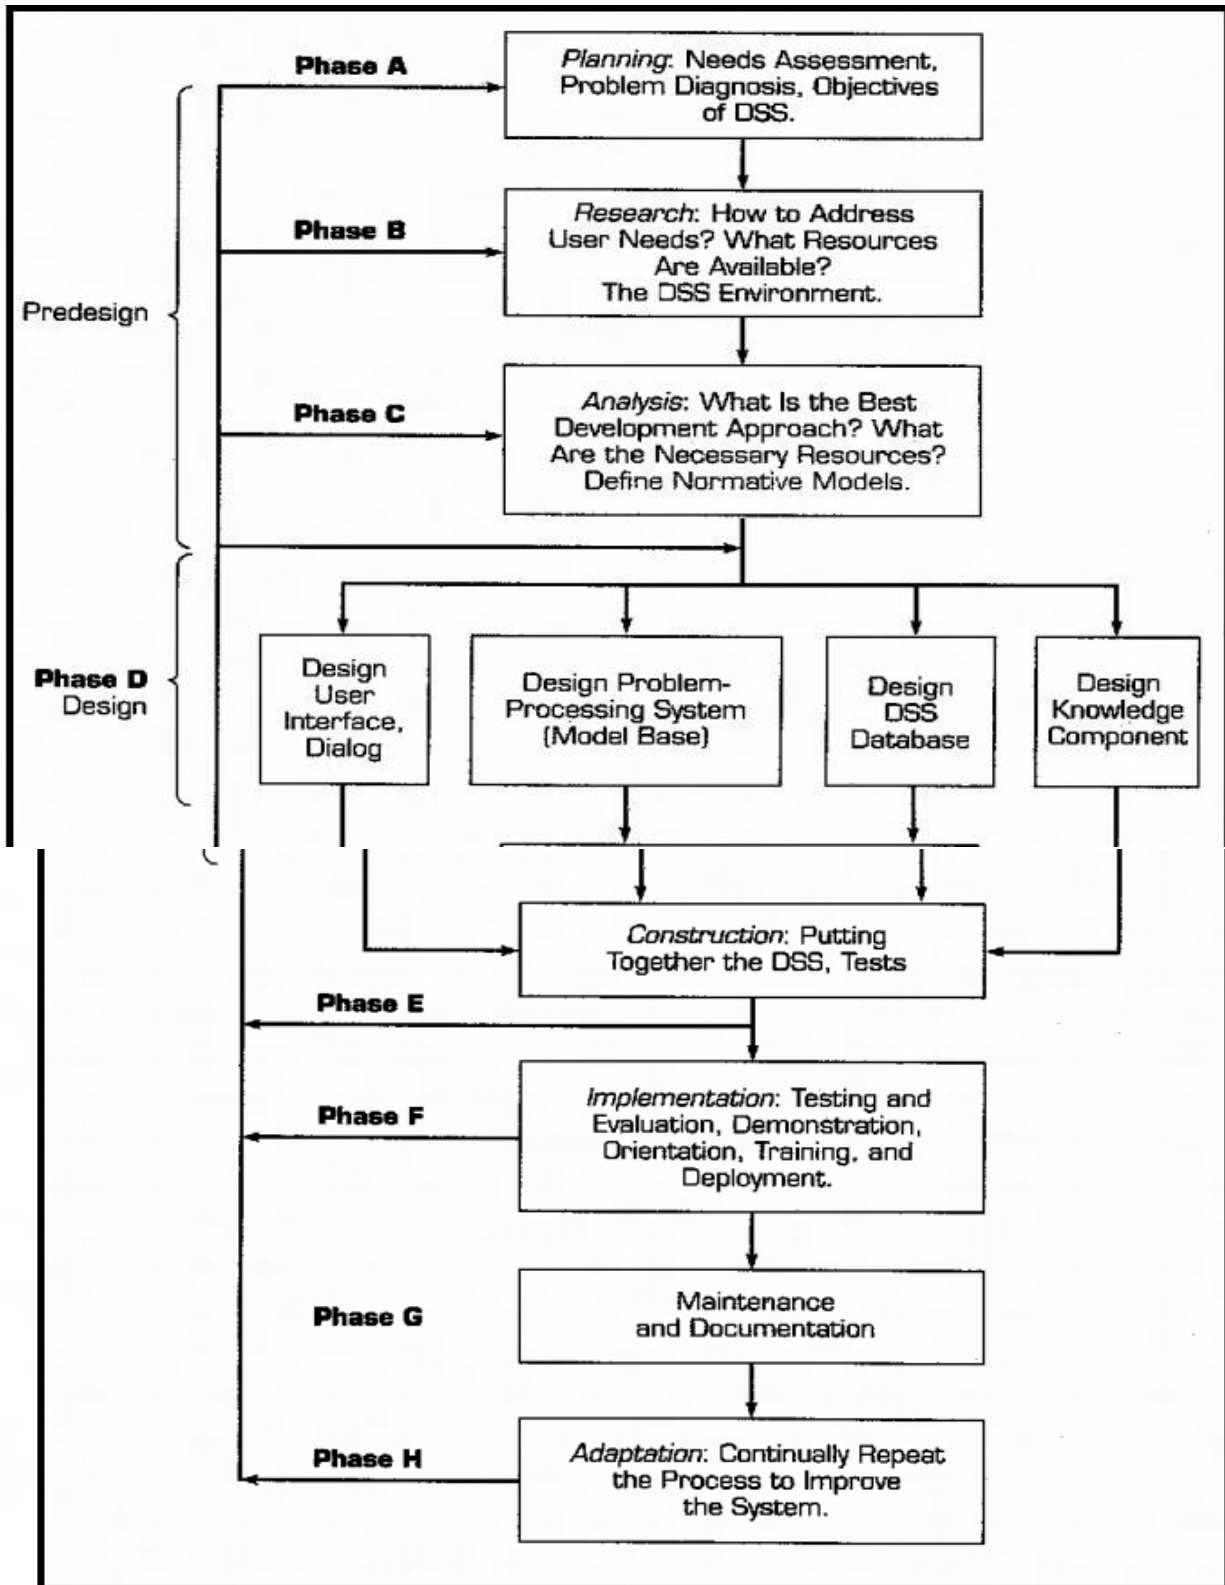 Phase A
Planning: Needs Assessment,
Problem Diagnosis, Objectives
of DSS.
Phase B
Research: How to Address
User Needs? What Resources
Are Available?
The DSS Environment.
Predesign
Phase C
Analysis: What Is the Best
Development Approach? What
Are the Necessary Resources?
Define Normative Models.
Phase D
Design
Design
User
Interface,
Dialog
Design Problem-
Processing System
(Model Base)
Design
DSS
Database
Design
Knowledge
Component
Construction: Putting
Together the DSS, Tests
Phase E
Phase F
Implementation: Testing and
Evaluation, Demonstration,
Orientation, Training, and
Deployment.
Phase G
Maintenance
and Documentation
Phase H
Adaptation: Continually Repeat
the Process to Improve
the System.